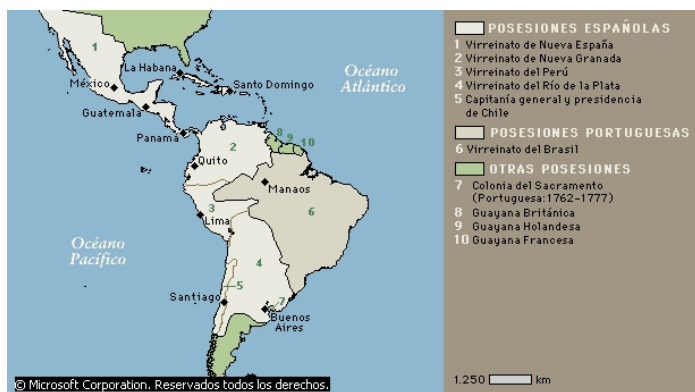 1
La Habana
México
Santo Domingo
Océano
Atlántico
Guatemala
Panamá
8
9
10
2
Quito
Manaos
3
Lima
6
Océano
Pacífico
4
5
Santiago
7
Buenos
Aires
© Microsoft Corporation. Reservados todos los derechos.
POSESIONES ESPAÑOLAS
1 Virreinato de Nueva España
2 Virreinato de Nueva Granada
3 Virreinato del Perú
4 Virreinato del Río de la Plata
5 Capitanía general y presidencia
de Chile
POSESIONES PORTUGUESAS
6 Virreinato del Brasil
OTRAS POSESIONES
7 Colonia del Sacramento
(Portuguesa:1762-1777)
8 Guayana Británica
9 Guayana Holandesa
10 Guayana Francesa
1.250 km